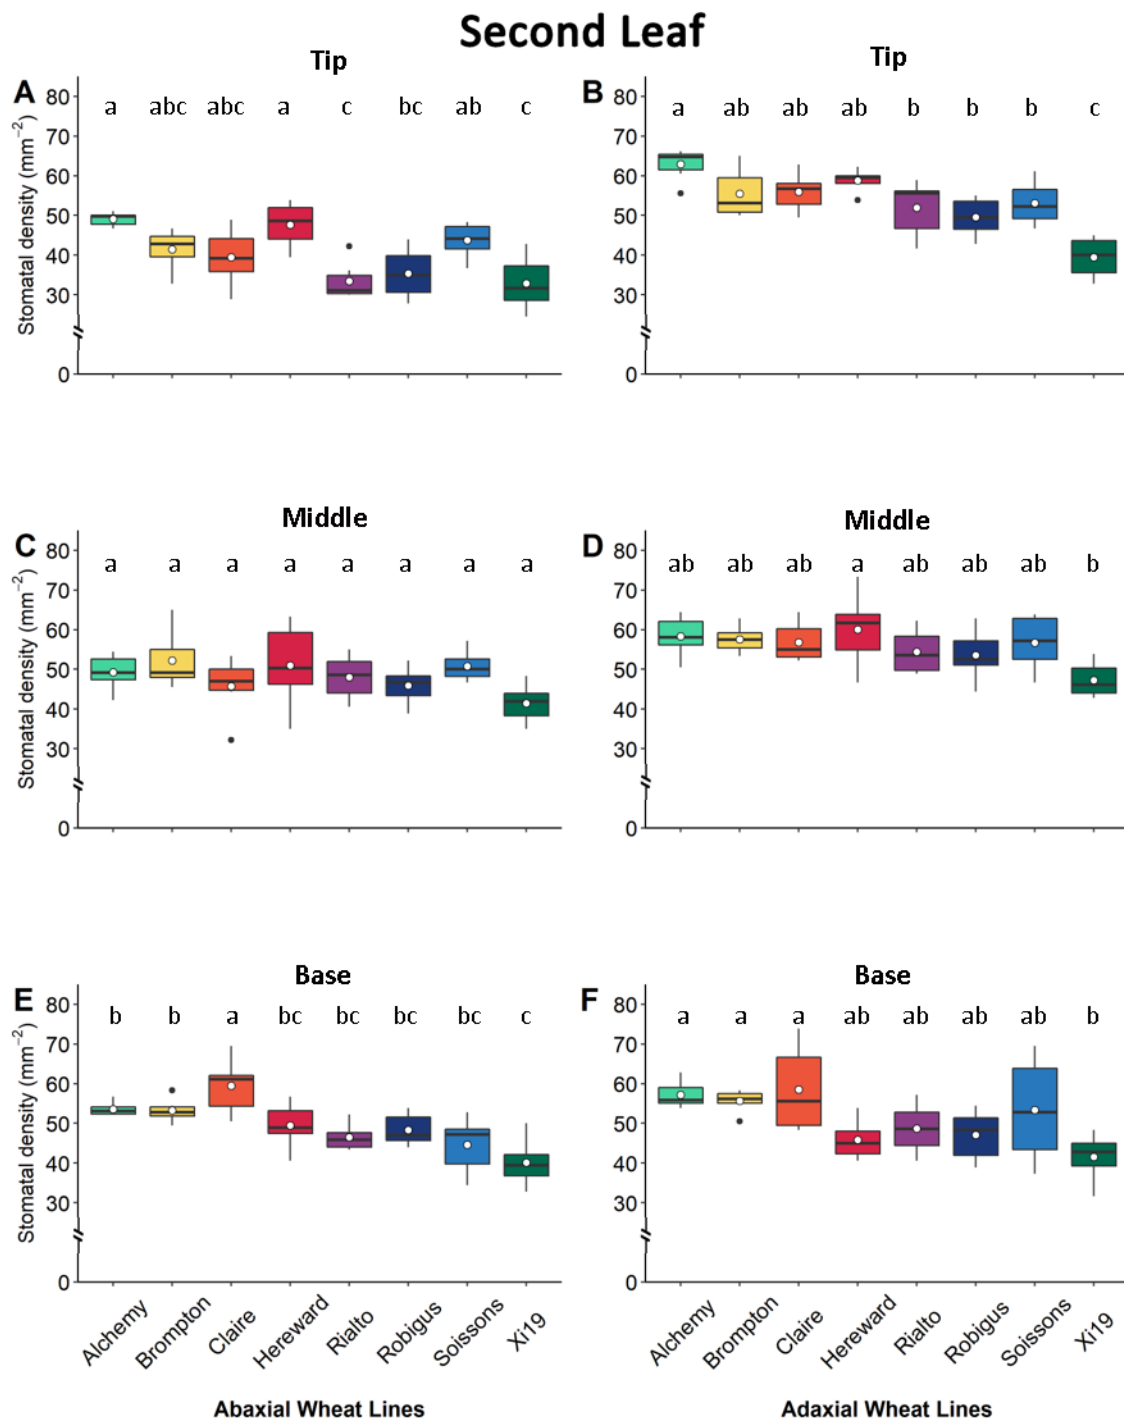 Second Leaf
Tip
Tip
A
a abc abc a c bc ab c
B
a ab ab ab b b b c
Stomatal density (mm⁻²)
80
70
60
50
40
30
0
80
70
60
50
40
30
0
Middle
Middle
C
a a a a a a a a
D
ab ab ab a ab ab ab b
Stomatal density (mm⁻²)
80
70
60
50
40
30
0
80
70
60
50
40
30
0
Base
Base
E
b b a bc bc bc bc c
F
a a a ab ab ab ab b
Stomatal density (mm⁻²)
80
70
60
50
40
30
0
80
70
60
50
40
30
0
Alchemy Brompton Claire Hereward Rialto Robigus Soissons Xi19
Alchemy Brompton Claire Hereward Rialto Robigus Soissons Xi19
Abaxial Wheat Lines
Adaxial Wheat Lines